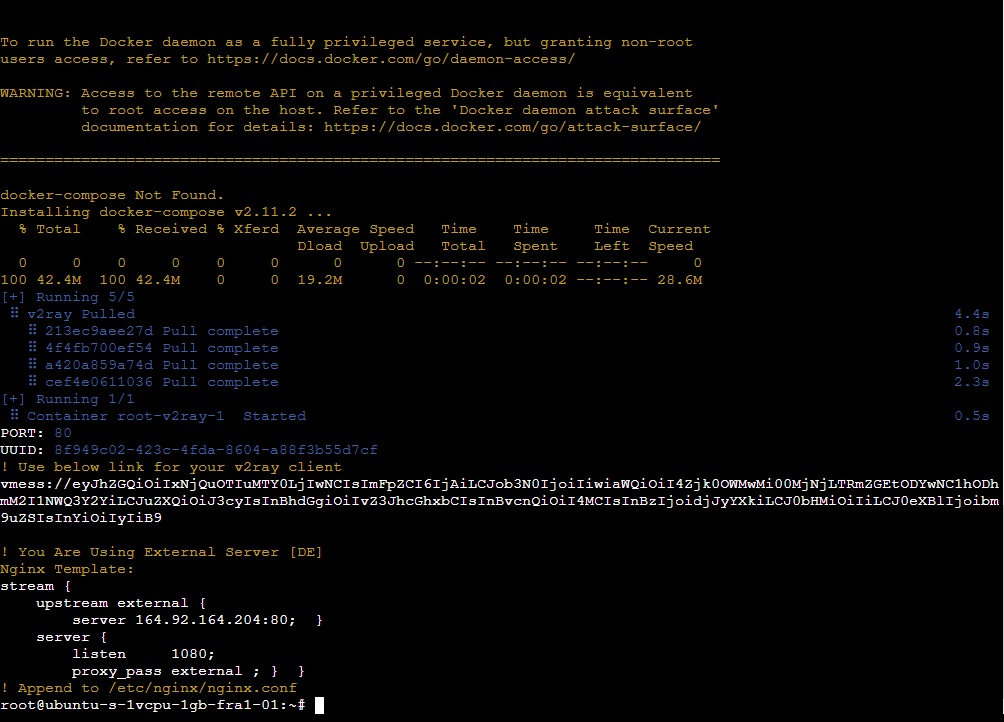 To run the Docker daemon as a fully privileged service, but granting non-root
users access, refer to https://docs.docker.com/go/daemon-access/
WARNING: Access to the remote API on a privileged Docker daemon is equivalent
to root access on the host. Refer to the 'Docker daemon attack surface'
documentation for details: https://docs.docker.com/go/attack-surface/
================================================================================
docker-compose Not Found.
Installing docker-compose v2.11.2 ...
% Total % Received % Xferd Average Speed Time Time Time Current
Dload Upload Total Spent Left Speed
0 0 0 0 0 0 0 0 --:--:-- --:--:-- --:--:-- 0
100 42.4M 100 42.4M 0 0 19.2M 0 0:00:02 0:00:02 --:--:-- 28.6M
[+] Running 5/5
⠿ v2ray Pulled 4.4s
⠿ 213ec9aee27d Pull complete 0.8s
⠿ 4f4fb700ef54 Pull complete 0.9s
⠿ a420a859a74d Pull complete 1.0s
⠿ cef4e0611036 Pull complete 2.3s
[+] Running 1/1
⠿ Container root-v2ray-1 Started 0.5s
PORT: 80
UUID: 8f949c02-423c-4fda-8604-a88f3b55d7cf
! Use below link for your v2ray client
vmess://eyJhZGQiOiIxNjQuOTIuMTY0LjIwNCIsImFpZCI6IjAiLCJob3N0IjoiIiwiaWQiOiI4Zjk0OWMwMi00MjNjLTRmZGEtODYwNC1hODh
mM2I1NWQ3Y2YiLCJuZXQiOiJ3cyIsInBhdGgiOiIvZ3JhcGhxbCIsInBvcnQiOiI4MCIsInBzIjoidjJyYXkiLCJ0bHMiOiIiLCJ0eXBlIjoibm
9uZSIsInYiOiIyIiB9
! You Are Using External Server [DE]
Nginx Template:
stream {
upstream external {
server 164.92.164.204:80; }
server {
listen 1080;
proxy_pass external ; } }
! Append to /etc/nginx/nginx.conf
root@ubuntu-s-1vcpu-1gb-fra1-01:~#